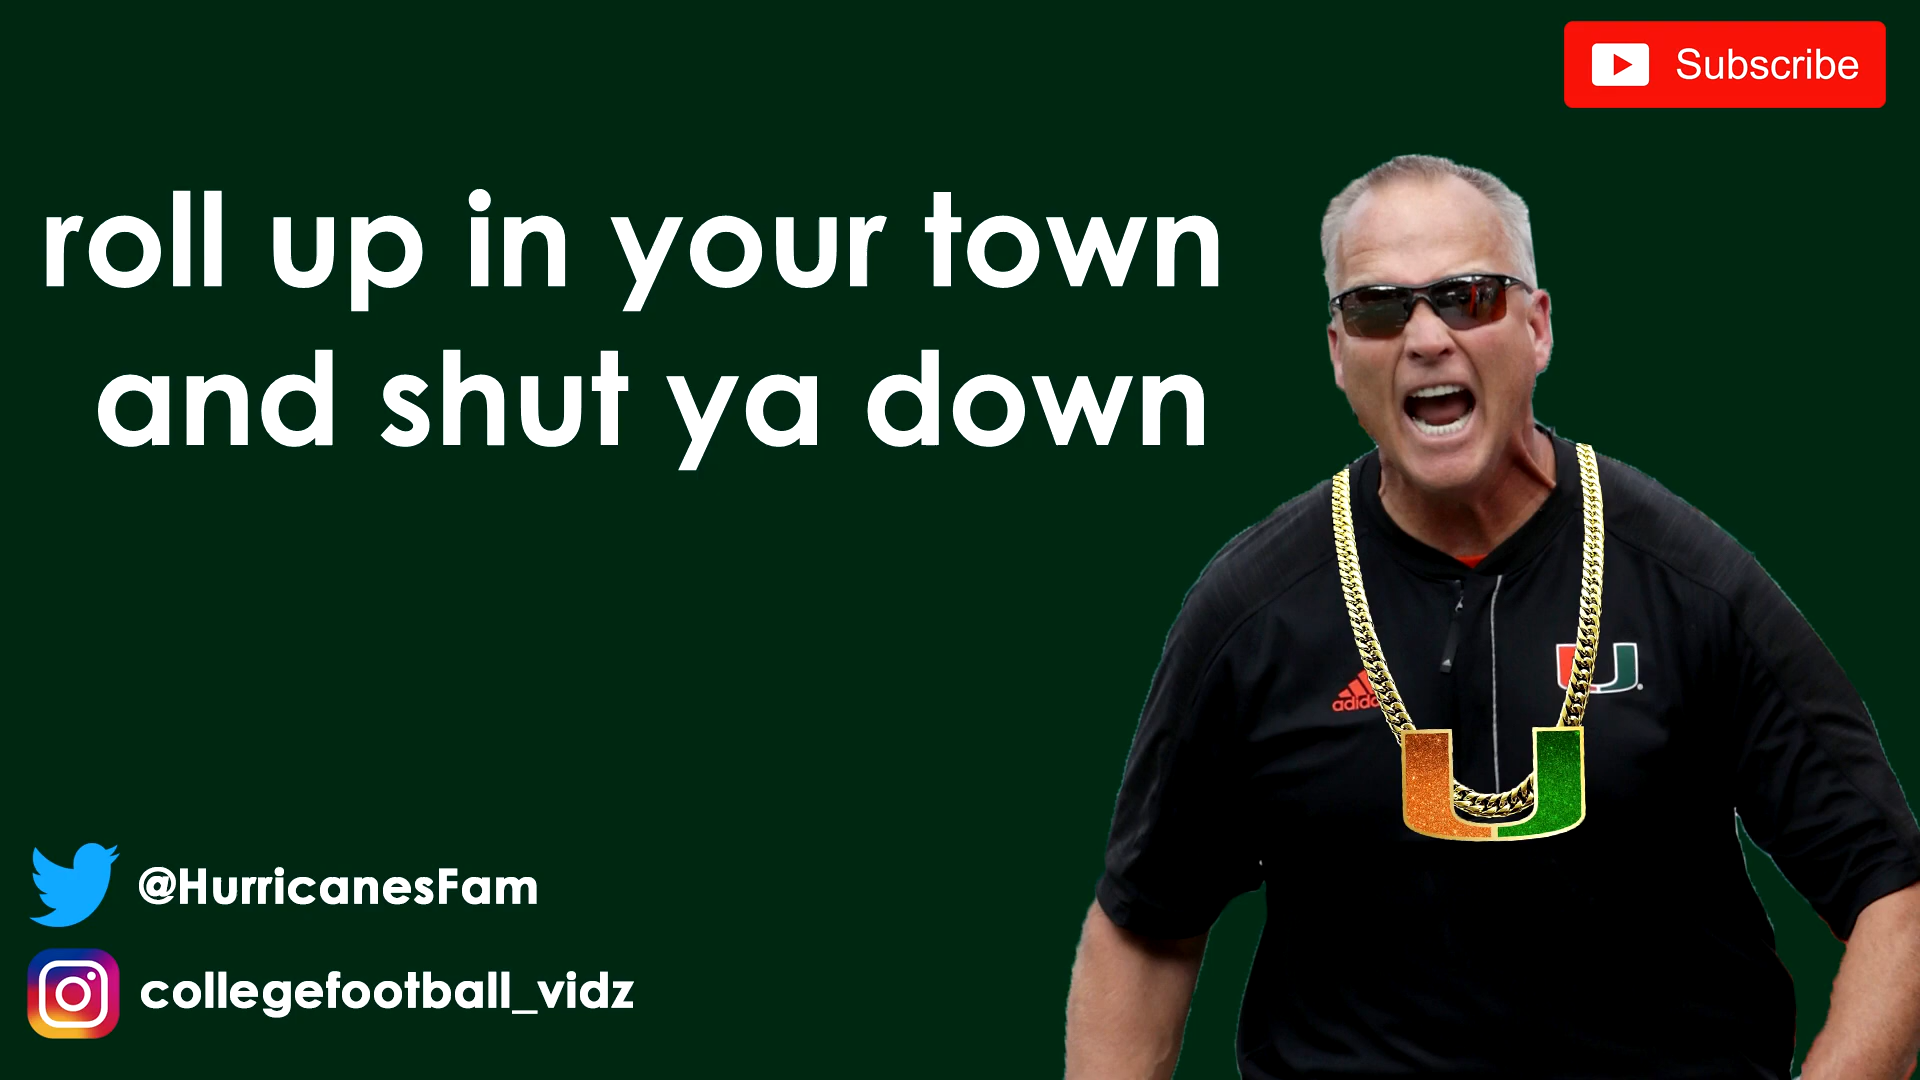 Subscribe
roll up in your town
and shut ya down
adidas
@HurricanesFam
collegefootball_vidz